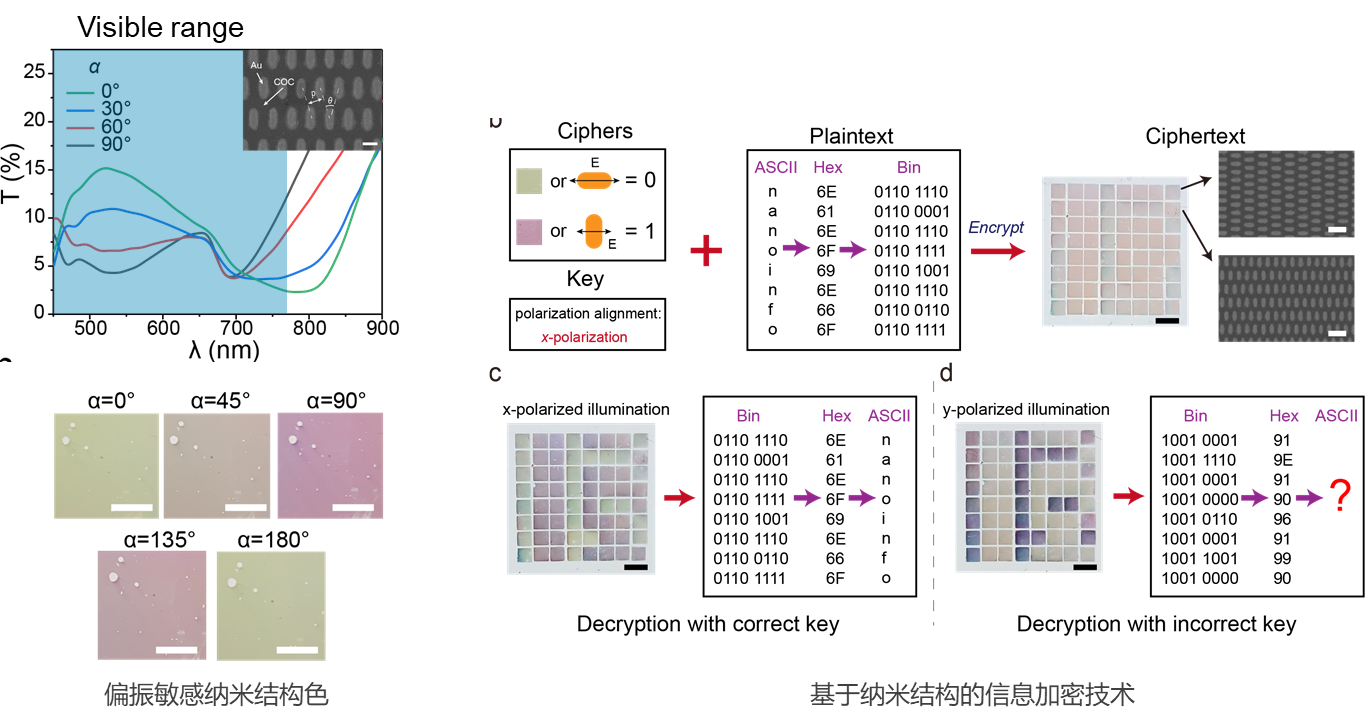 Visible range
25
20
15
10
5
0
T (%)
α
0°
30°
60°
90°
Au
COC
P
θ
500 600 700 800 900
λ (nm)
α=0° α=45° α=90°
α=135° α=180°
偏振敏感纳米结构色
b
Ciphers
E
or = 0
or = 1
E
Key
polarization alignment:
x-polarization
Plaintext
ASCII Hex Bin
n 6E 0110 1110
a 61 0110 0001
n 6E 0110 1110
o 6F 0110 1111
i 69 0110 1001
n 6E 0110 1110
f 66 0110 0110
o 6F 0110 1111
Encrypt
Ciphertext
c
x-polarized illumination
Bin Hex ASCII
0110 1110 6E n
0110 0001 61 a
0110 1110 6E n
0110 1111 6F o
0110 1001 69 i
0110 1110 6E n
0110 0110 66 f
0110 1111 6F o
Decryption with correct key
d
y-polarized illumination
Bin Hex ASCII
1001 0001 91
1001 1110 9E
1001 0001 91
1001 0000 90 ?
1001 0110 96
1001 0001 91
1001 1001 99
1001 0000 90
Decryption with incorrect key
基于纳米结构的信息加密技术